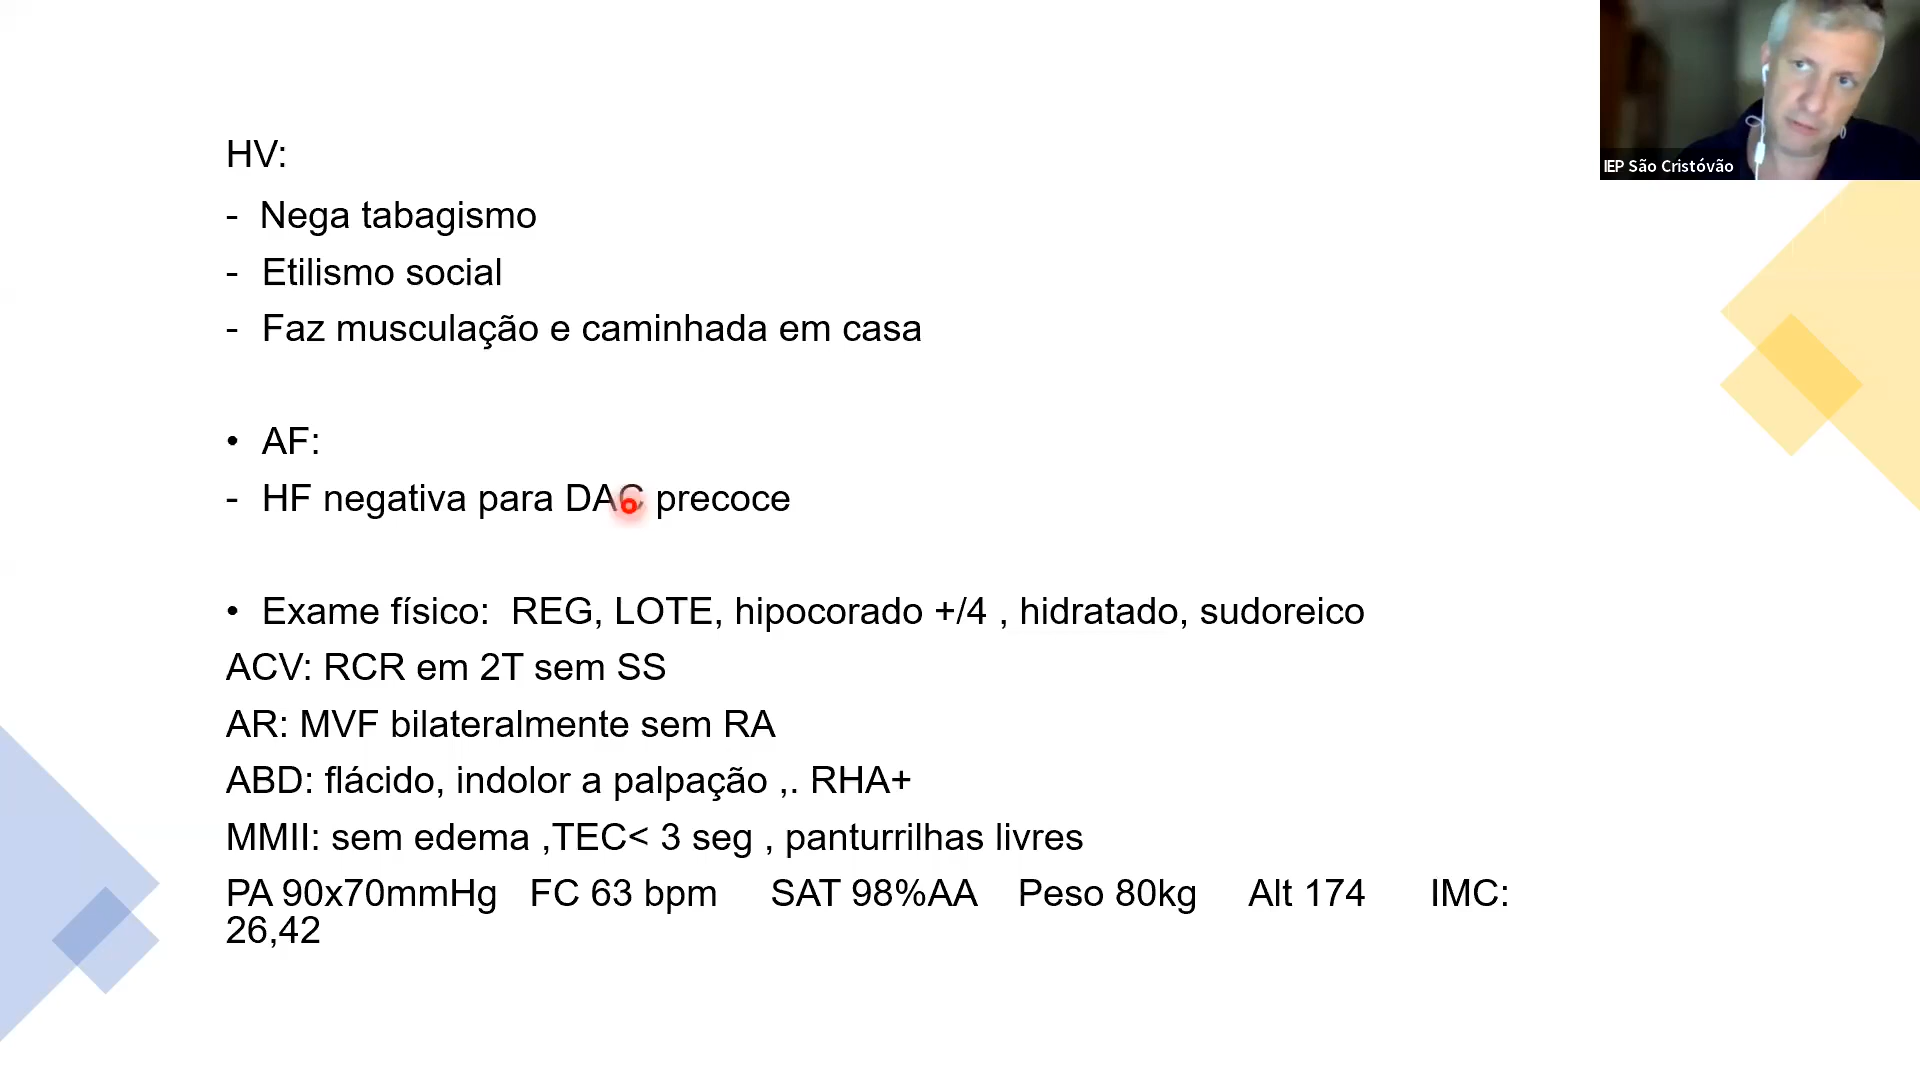 IEP São Cristóvão
HV:
- Nega tabagismo
- Etilismo social
- Faz musculação e caminhada em casa
• AF:
- HF negativa para DAC precoce
• Exame físico: REG, LOTE, hipocorado +/4 , hidratado, sudoreico
ACV: RCR em 2T sem SS
AR: MVF bilateralmente sem RA
ABD: flácido, indolor a palpação ,. RHA+
MMII: sem edema ,TEC< 3 seg , panturrilhas livres
PA 90x70mmHg FC 63 bpm SAT 98%AA Peso 80kg Alt 174 IMC:
26,42